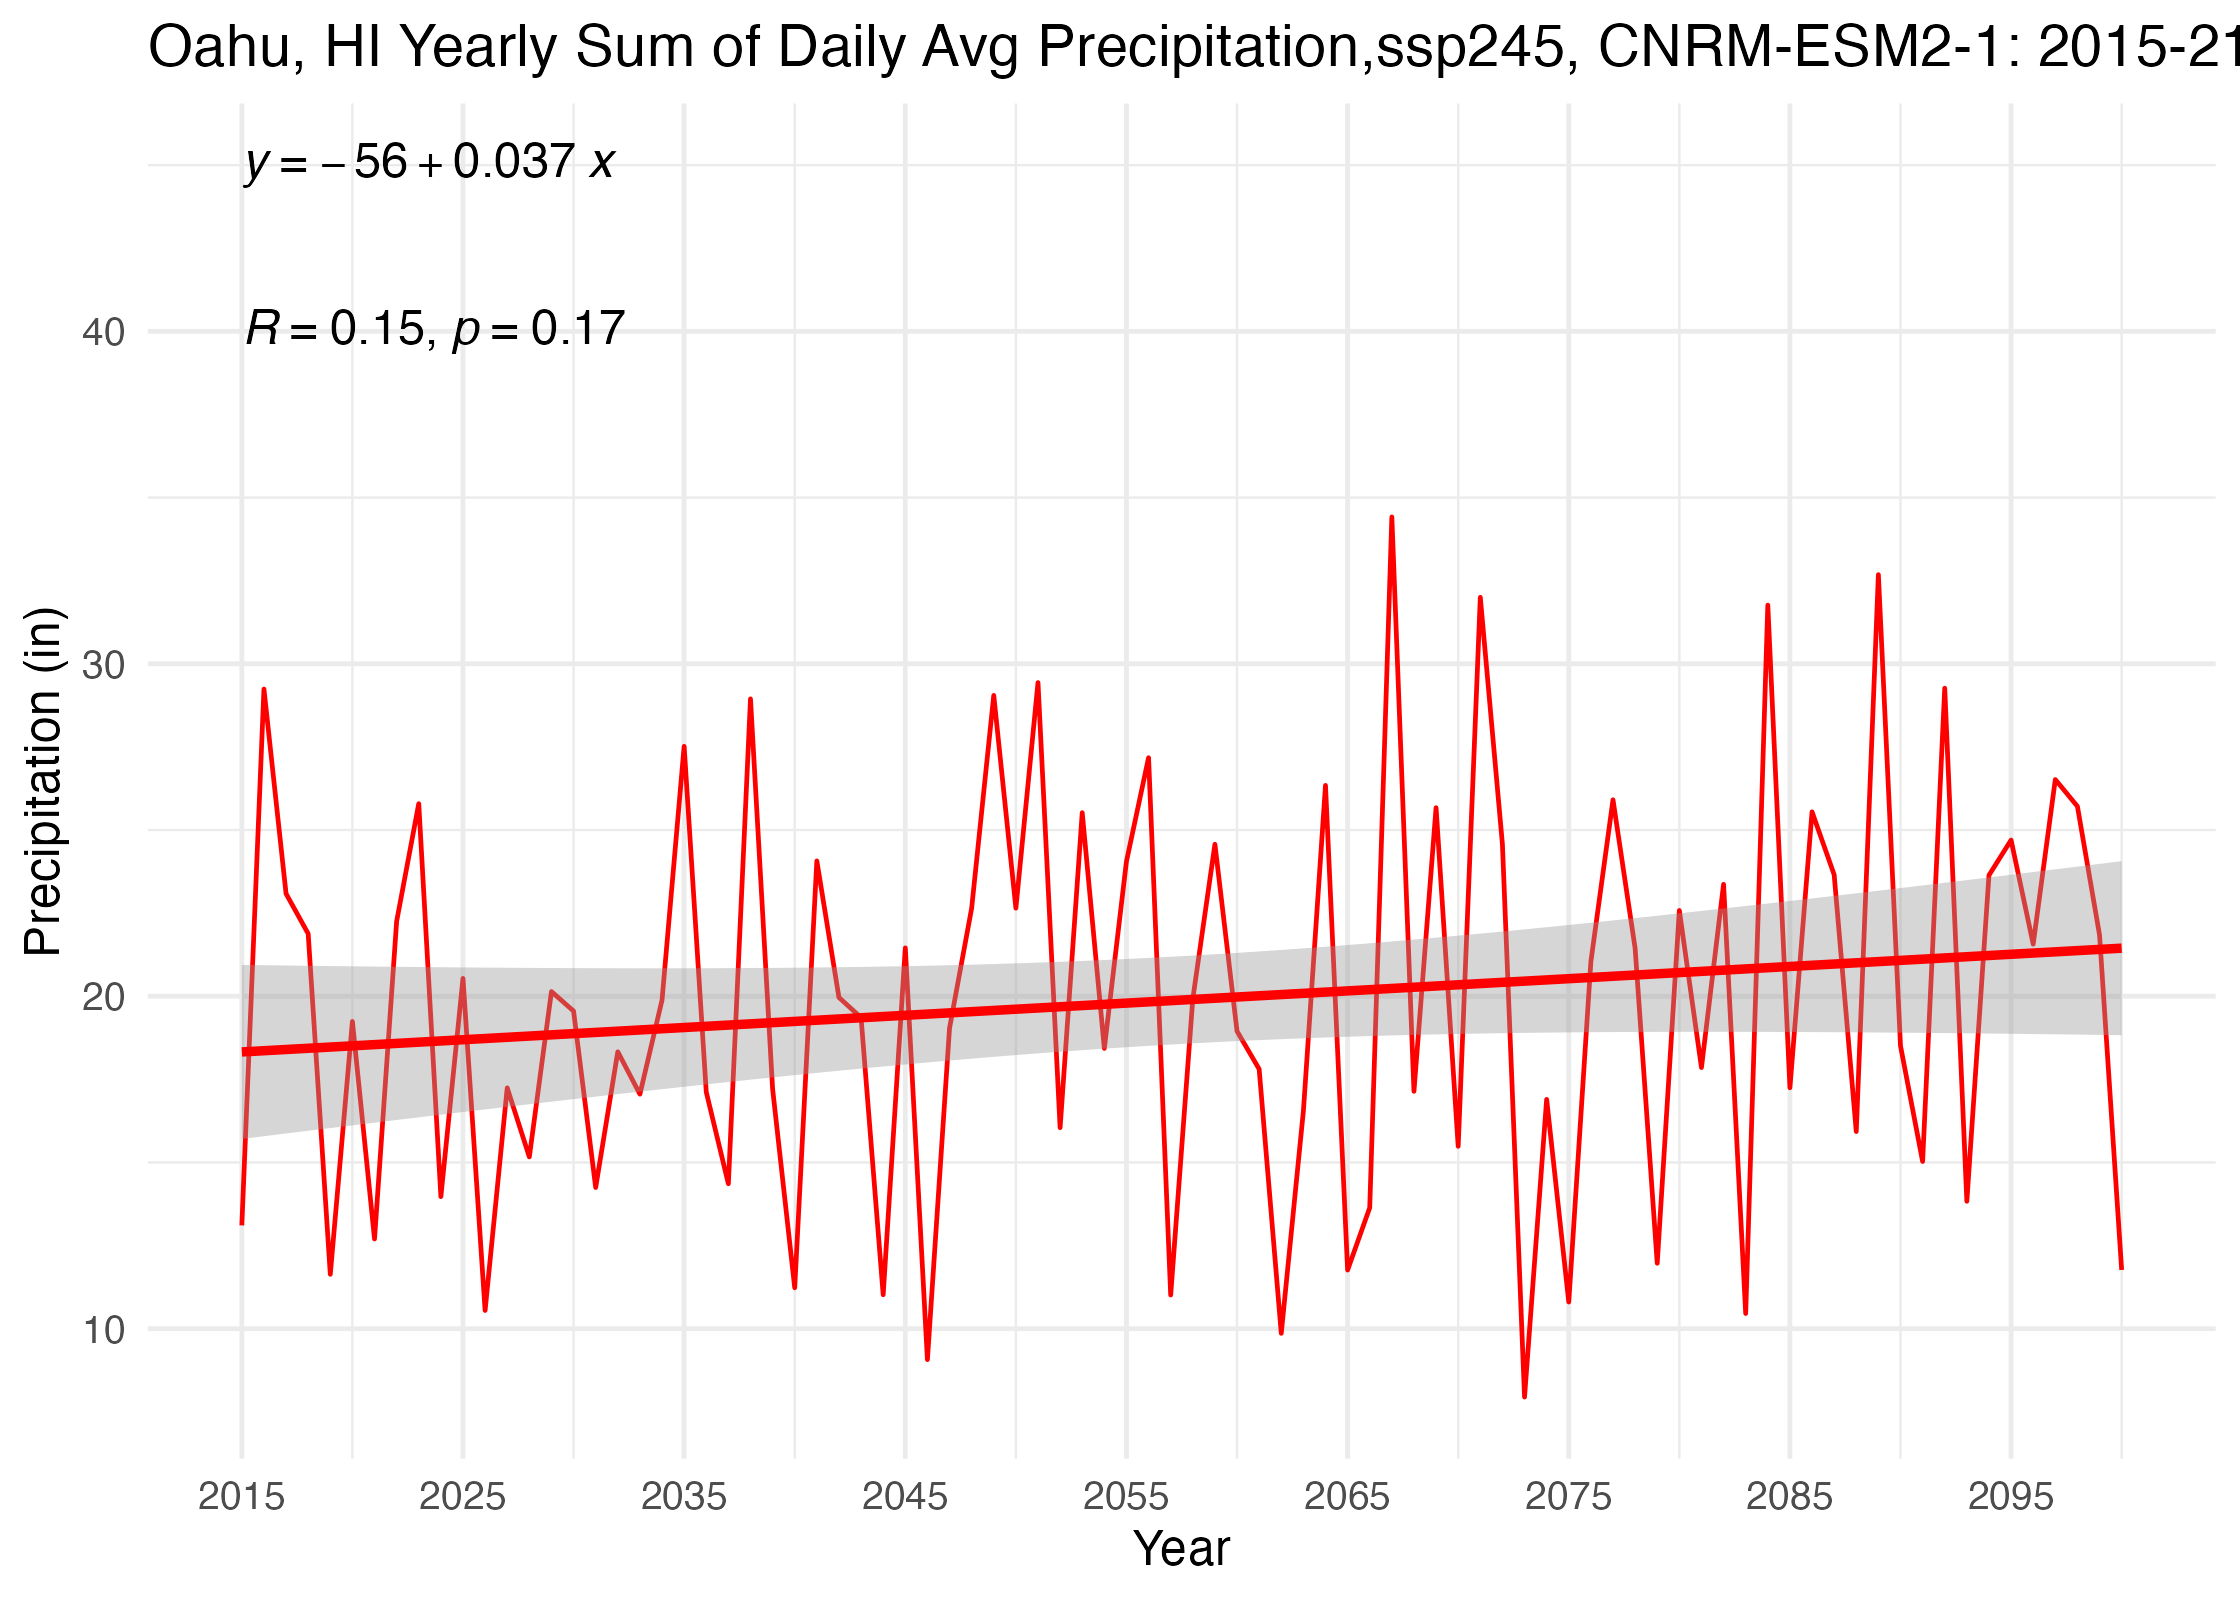 Oahu, HI Yearly Sum of Daily Avg Precipitation,ssp245, CNRM-ESM2-1: 2015-21
y = −56 + 0.037 x
R = 0.15, p = 0.17
Precipitation (in)
40
30
20
10
2015 2025 2035 2045 2055 2065 2075 2085 2095
Year